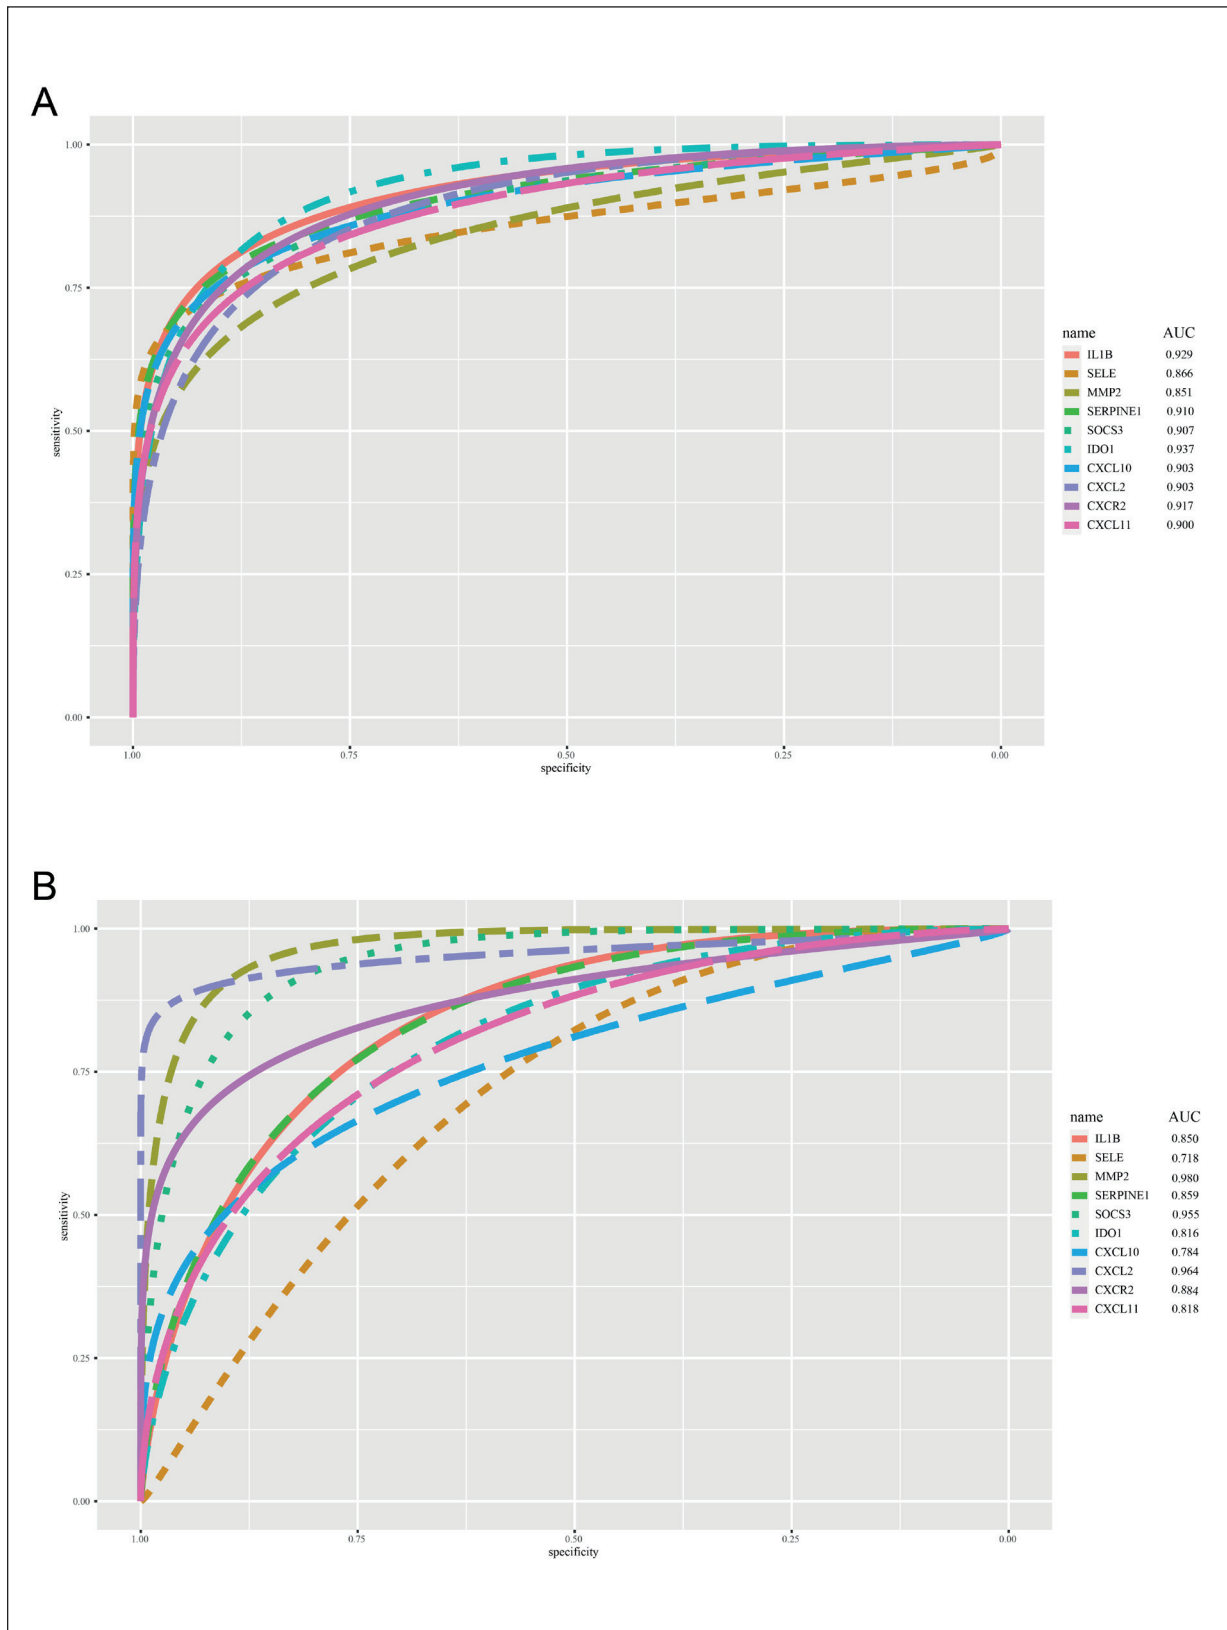 A
1.00
0.75
0.50
0.25
0.00
sensitivity
1.00 0.75 0.50 0.25 0.00
specificity
name AUC
IL1B 0.929
SELE 0.866
MMP2 0.851
SERPINE1 0.910
SOCS3 0.907
IDO1 0.937
CXCL10 0.903
CXCL2 0.903
CXCR2 0.917
CXCL11 0.900
B
1.00
0.75
0.50
0.25
0.00
sensitivity
1.00 0.75 0.50 0.25 0.00
specificity
name AUC
IL1B 0.850
SELE 0.718
MMP2 0.980
SERPINE1 0.859
SOCS3 0.955
IDO1 0.816
CXCL10 0.784
CXCL2 0.964
CXCR2 0.884
CXCL11 0.818